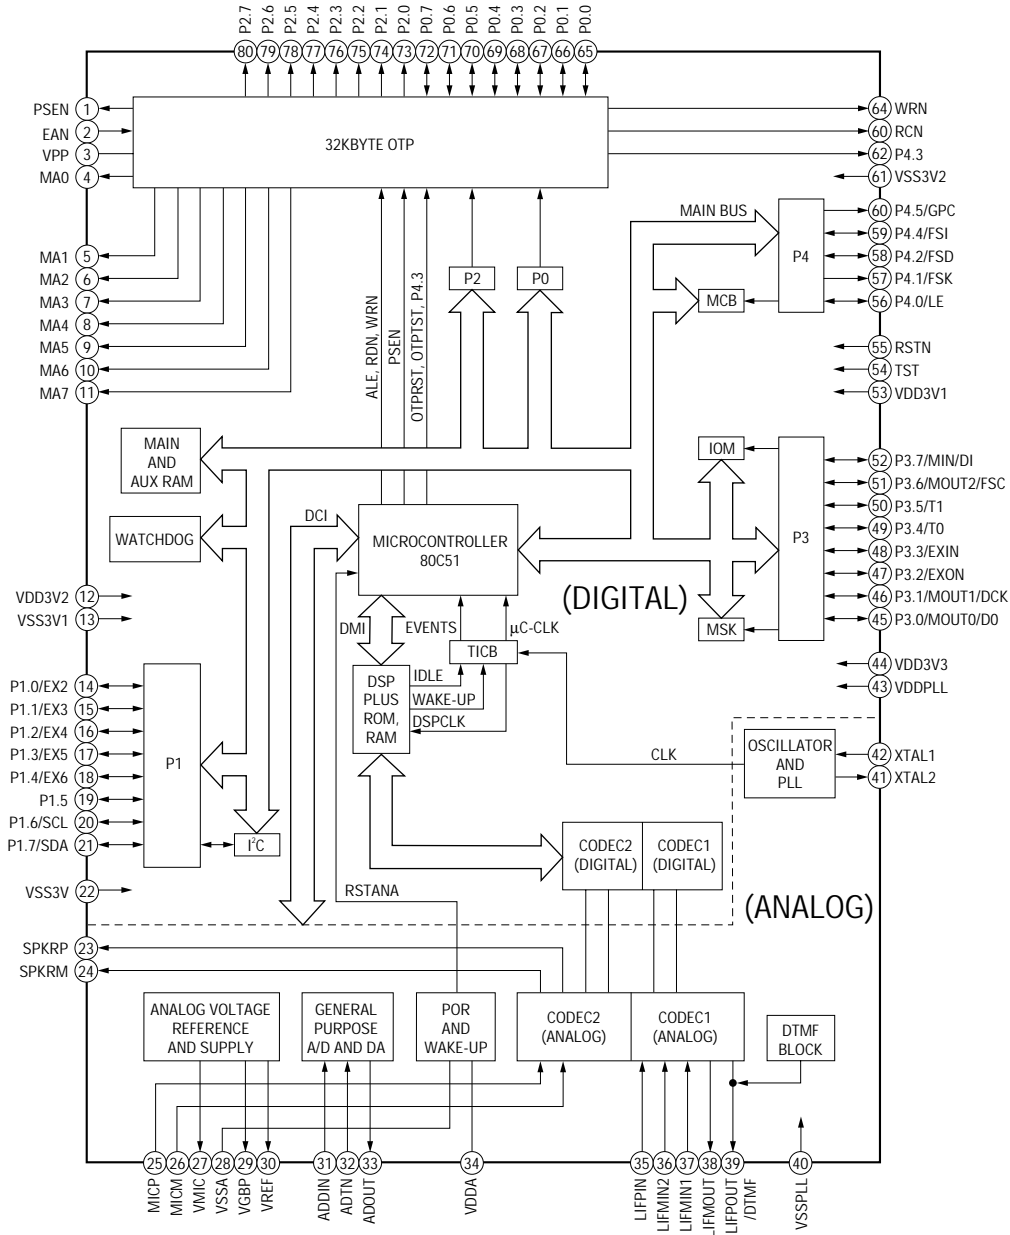 P2.7 P2.6 P2.5 P2.4 P2.3 P2.2 P2.1 P2.0 P0.7 P0.6 P0.5 P0.4 P0.3 P0.2 P0.1 P0.0
80 79 78 77 76 75 74 73 72 71 70 69 68 67 66 65
PSEN 1
EAN 2
VPP 3
MA0 4
32KBYTE OTP
64 WRN
60 RCN
62 P4.3
61 VSS3V2
MA1 5
MA2 6
MA3 7
MA4 8
MA5 9
MA6 10
MA7 11
MAIN BUS
P2
P0
MCB
P4
60 P4.5/GPC
59 P4.4/FSI
58 P4.2/FSD
57 P4.1/FSK
56 P4.0/LE
55 RSTN
54 TST
53 VDD3V1
ALE, RDN, WRN
PSEN
OTPRST, OTPTST, P4.3
MAIN
AND
AUX RAM
WATCHDOG
DCI
MICROCONTROLLER
80C51
IOM
MSK
P3
52 P3.7/MIN/DI
51 P3.6/MOUT2/FSC
50 P3.5/T1
49 P3.4/T0
48 P3.3/EXIN
47 P3.2/EXON
46 P3.1/MOUT1/DCK
45 P3.0/MOUT0/D0
(DIGITAL)
VDD3V2 12
VSS3V1 13
DMI
EVENTS
μC-CLK
TICB
DSP
PLUS
ROM,
RAM
IDLE
WAKE-UP
DSPCLK
44 VDD3V3
43 VDDPLL
P1.0/EX2 14
P1.1/EX3 15
P1.2/EX4 16
P1.3/EX5 17
P1.4/EX6 18
P1.5 19
P1.6/SCL 20
P1.7/SDA 21
P1
I²C
CLK
OSCILLATOR
AND
PLL
42 XTAL1
41 XTAL2
CODEC2
(DIGITAL)
CODEC1
(DIGITAL)
VSS3V 22
RSTANA
(ANALOG)
SPKRP 23
SPKRM 24
ANALOG VOLTAGE
REFERENCE
AND SUPPLY
GENERAL
PURPOSE
A/D AND DA
POR
AND
WAKE-UP
CODEC2
(ANALOG)
CODEC1
(ANALOG)
DTMF
BLOCK
25 26 27 28 29 30 31 32 33 34 35 36 37 38 39 40
MICP MICM VMIC VSSA VGBP VREF ADDIN ADTN ADOUT VDDA LIFPIN LIFMIN2 LIFMIN1 LIFMOUT LIFPOUT
/DTMF
VSSPLL